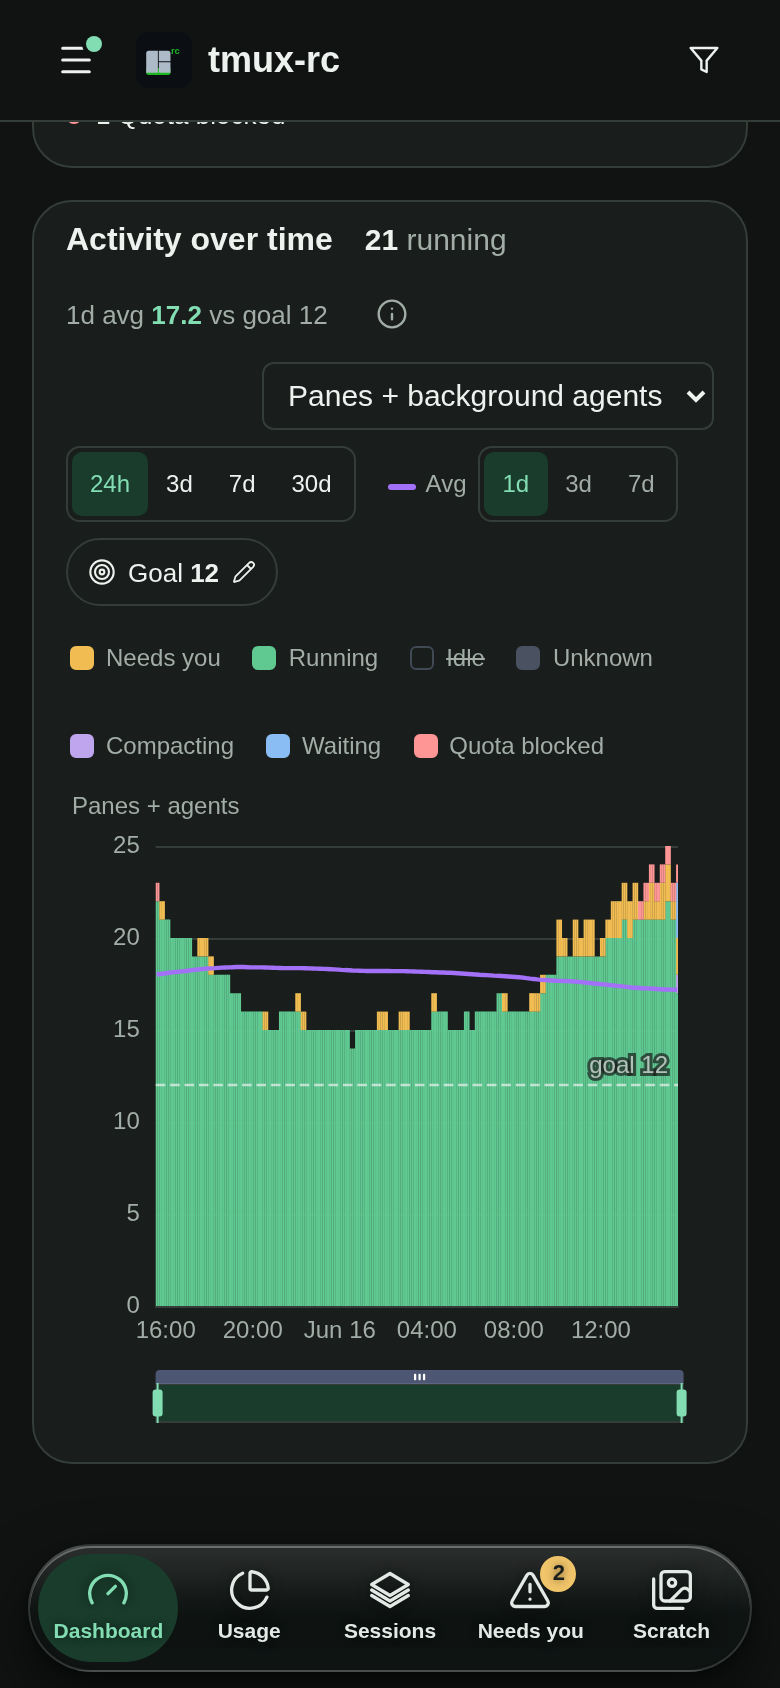 rc
tmux-rc
Quota blocked
Activity over time 21 running
1d avg 17.2 vs goal 12
Panes + background agents
24h 3d 7d 30d Avg 1d 3d 7d
Goal 12
Needs you Running Idle Unknown
Compacting Waiting Quota blocked
Panes + agents
25
20
15
goal 12
10
5
0
16:00 20:00 Jun 16 04:00 08:00 12:00
2
Dashboard Usage Sessions Needs you Scratch